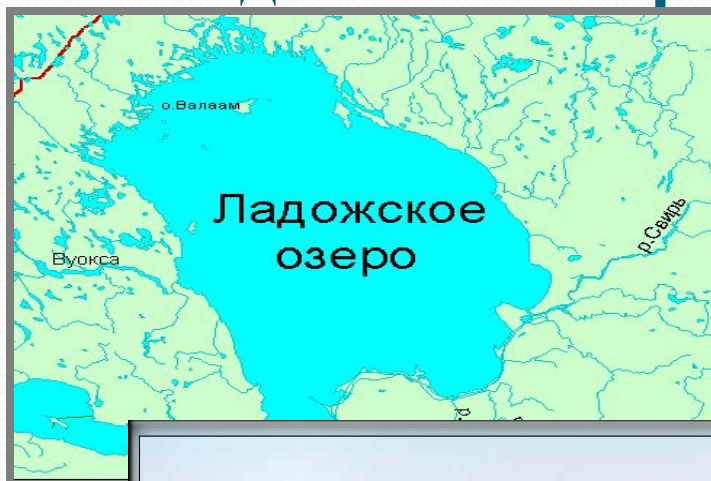 о.Валаам
Ладожское
озеро
Вуокса
р.Свирь